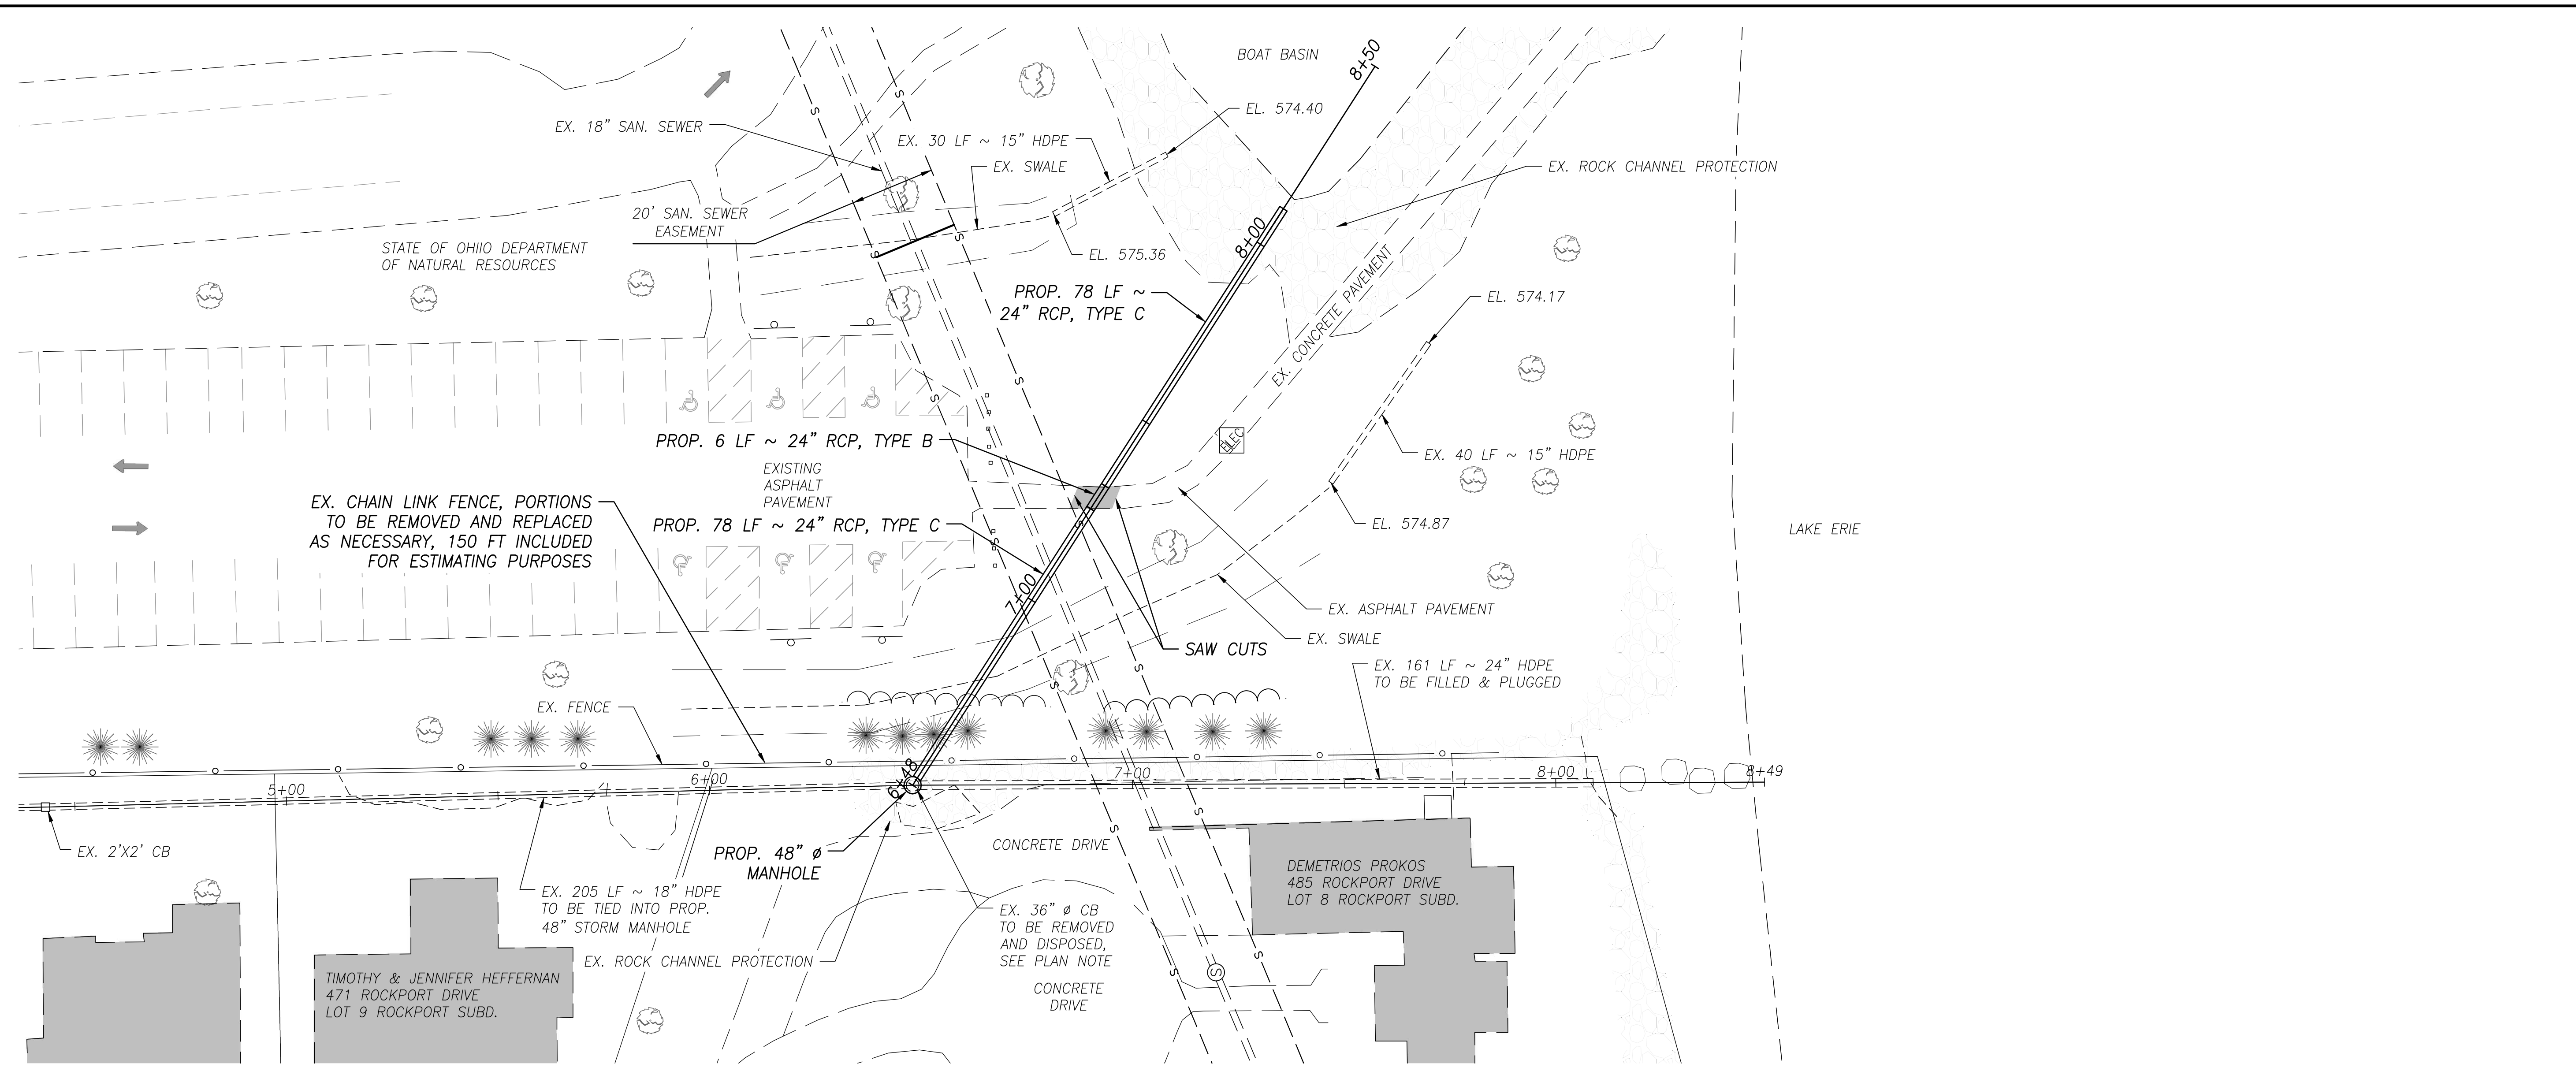 BOAT BASIN
8+50
EL. 574.40
EX. 18" SAN. SEWER
EX. 30 LF ~ 15" HDPE
EX. SWALE
EX. ROCK CHANNEL PROTECTION
20' SAN. SEWER
EASEMENT
STATE OF OHIIO DEPARTMENT
OF NATURAL RESOURCES
EL. 575.36
8+00
PROP. 78 LF ~
24" RCP, TYPE C
EX. CONCRETE PAVEMENT
EL. 574.17
PROP. 6 LF ~ 24" RCP, TYPE B
ELEC
EX. 40 LF ~ 15" HDPE
EXISTING
ASPHALT
PAVEMENT
EX. CHAIN LINK FENCE, PORTIONS
TO BE REMOVED AND REPLACED
AS NECESSARY, 150 FT INCLUDED
FOR ESTIMATING PURPOSES
PROP. 78 LF ~ 24" RCP, TYPE C
EL. 574.87
LAKE ERIE
7+00
EX. ASPHALT PAVEMENT
EX. SWALE
SAW CUTS
EX. 161 LF ~ 24" HDPE
TO BE FILLED & PLUGGED
EX. FENCE
S
S
S
S
S
S
S
S
S
S
S
S
S
5+00
6+00
6+48
7+00
8+00
8+49
EX. 2'X2' CB
PROP. 48" ø
MANHOLE
CONCRETE DRIVE
DEMETRIOS PROKOS
485 ROCKPORT DRIVE
LOT 8 ROCKPORT SUBD.
EX. 205 LF ~ 18" HDPE
TO BE TIED INTO PROP.
48" STORM MANHOLE
EX. 36" ø CB
TO BE REMOVED
AND DISPOSED,
SEE PLAN NOTE
EX. ROCK CHANNEL PROTECTION
TIMOTHY & JENNIFER HEFFERNAN
471 ROCKPORT DRIVE
LOT 9 ROCKPORT SUBD.
CONCRETE
DRIVE